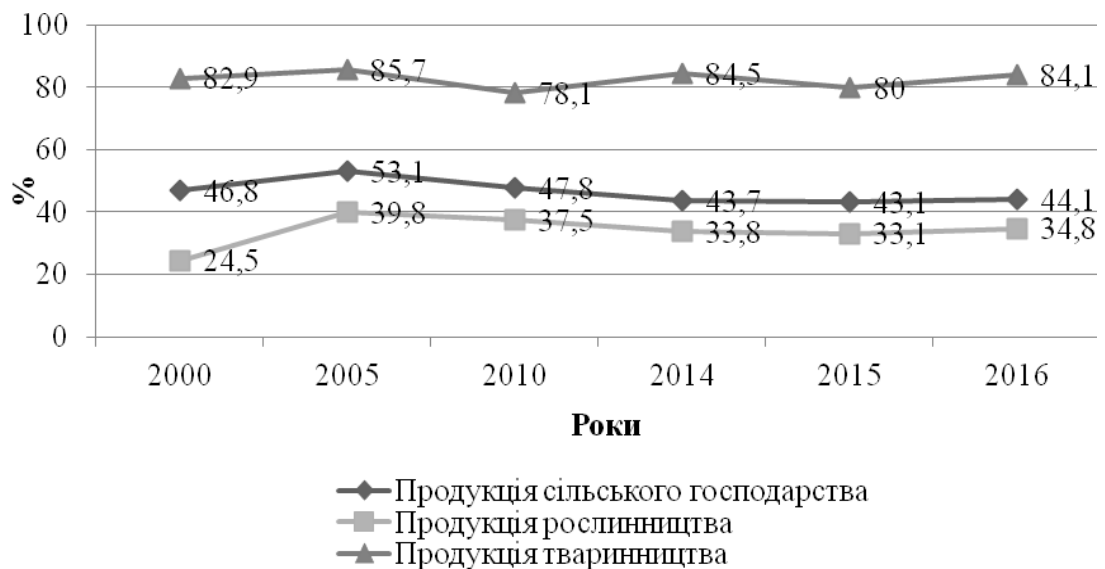 100
80
60
40
20
0
%
82,9 85,7 78,1 84,5 80 84,1
46,8 53,1 47,8 43,7 43,1 44,1
24,5 39,8 37,5 33,8 33,1 34,8
2000 2005 2010 2014 2015 2016
Роки
Продукція сільського господарства
Продукція рослинництва
Продукція тваринництва